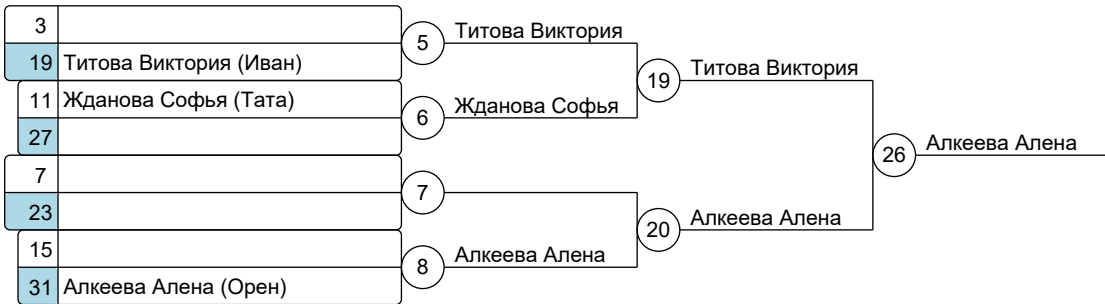 3
5 Титова Виктория
19 Титова Виктория (Иван)
19 Титова Виктория
11 Жданова Софья (Тата)
6 Жданова Софья
27
26 Алкеева Алена
7
7
23
20 Алкеева Алена
15
8 Алкеева Алена
31 Алкеева Алена (Орен)